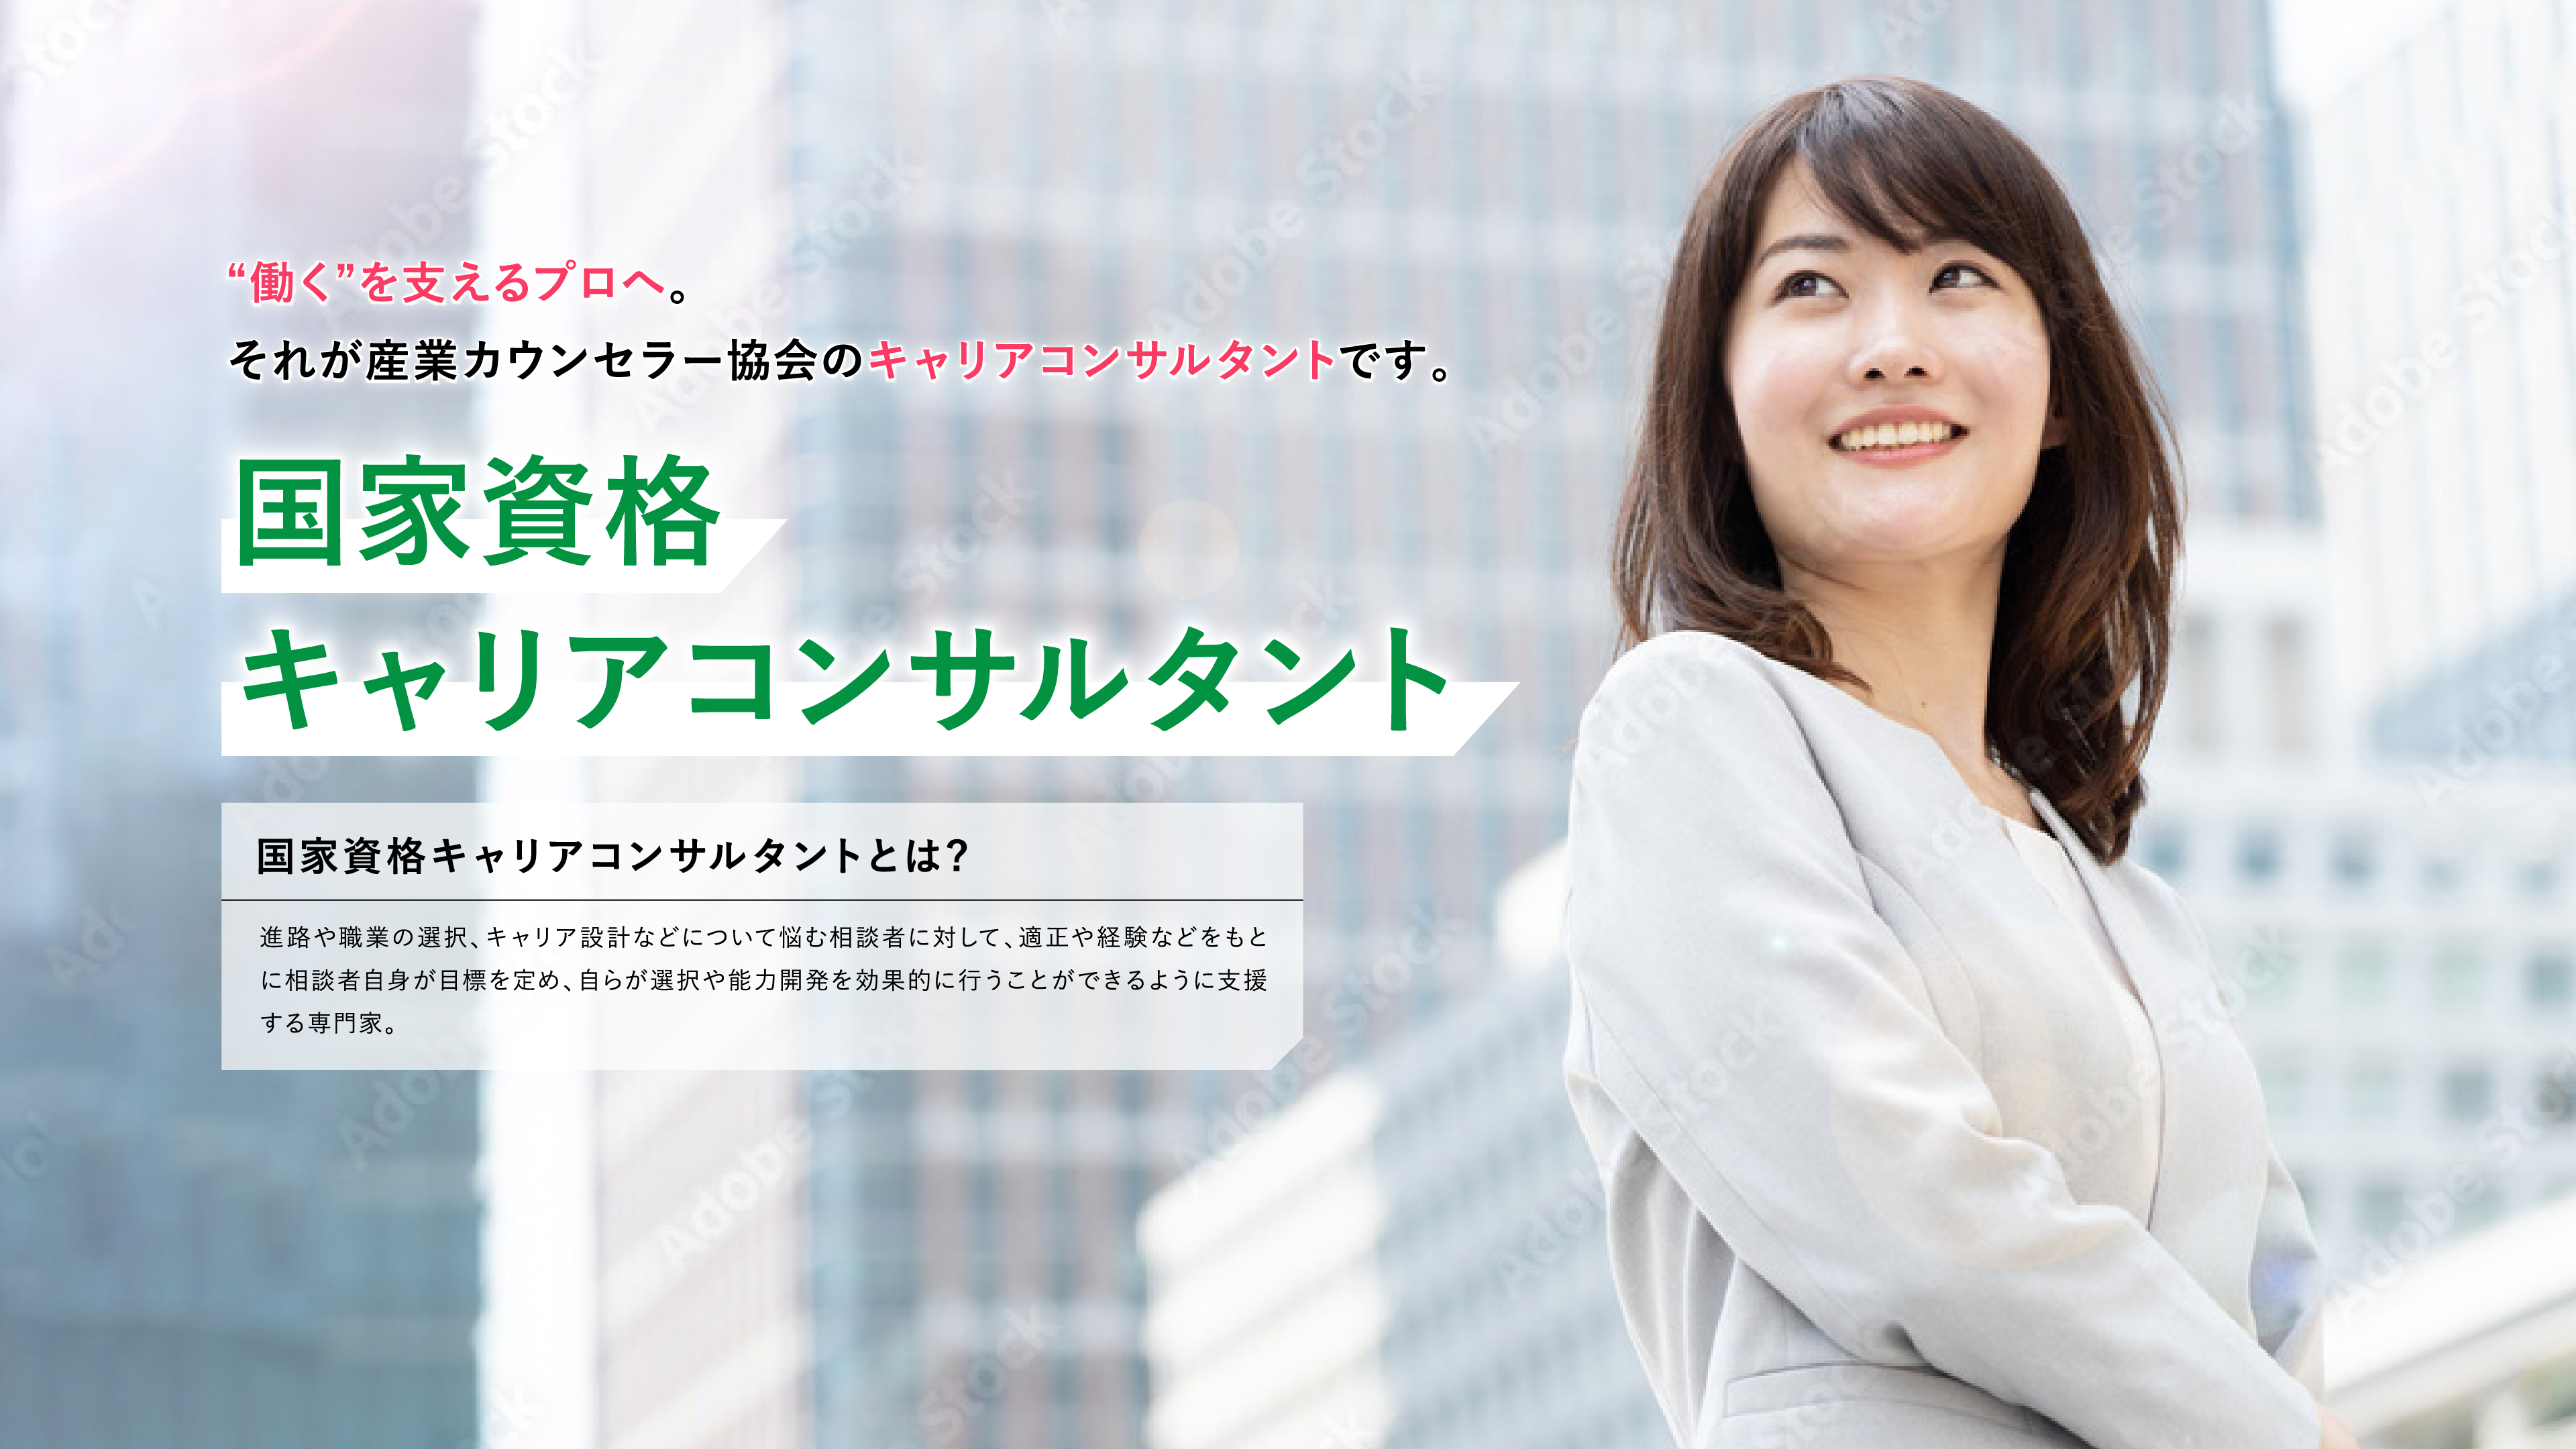 “働く”を支えるプロへ。
それが産業カウンセラー協会のキャリアコンサルタントです。
国家資格
キャリアコンサルタント
国家資格キャリアコンサルタントとは?
進路や職業の選択、キャリア設計などについて悩む相談者に対して、適正や経験などをもと
に相談者自身が目標を定め、自らが選択や能力開発を効果的に行うことができるように支援
する専門家。
Adobe Stock